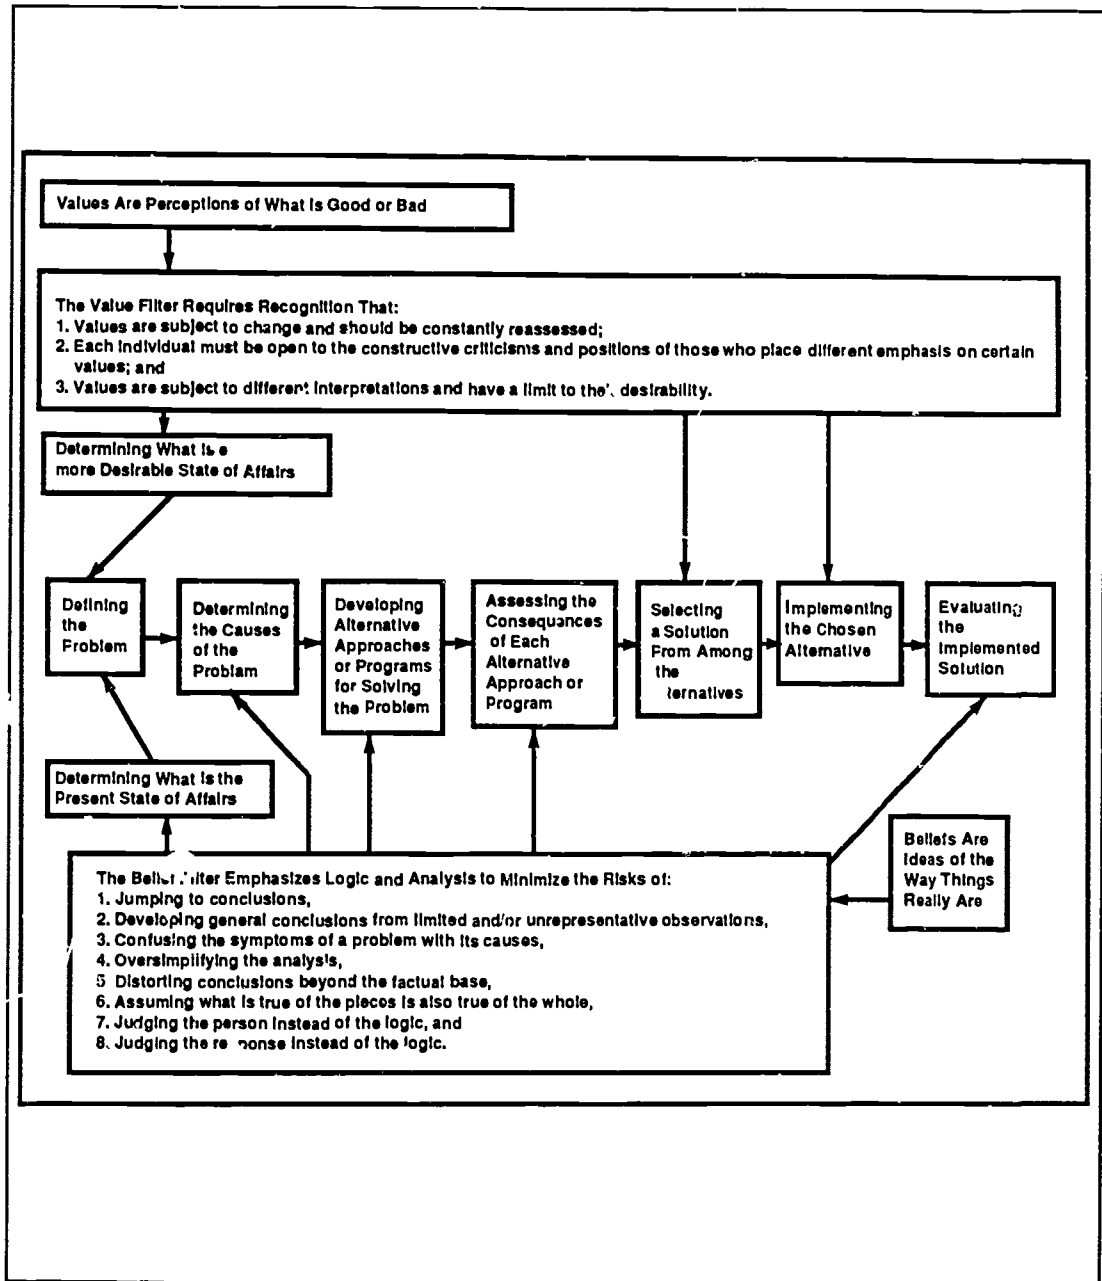 Values Are Perceptions of What Is Good or Bad
The Value Filter Requires Recognition That:
1. Values are subject to change and should be constantly reassessed;
2. Each individual must be open to the constructive criticisms and positions of those who place different emphasis on certain
values; and
3. Values are subject to different interpretations and have a limit to the desirability.
Determining What is
more Desirable State of Affairs
Defining
the
Problem
Determining
the Causes
of the
Problem
Developing
Alternative
Approaches
or Programs
for Solving
the Problem
Assessing the
Consequences
of Each
Alternative
Approach or
Program
Selecting
a Solution
From Among
the
ternatives
Implementing
the Chosen
Alternative
Evaluating
the
Implemented
Solution
Determining What is the
Present State of Affairs
Beliefs Are
Ideas of the
Way Things
Really Are
The Belief Filter Emphasizes Logic and Analysis to Minimize the Risks of:
1. Jumping to conclusions,
2. Developing general conclusions from limited and/or unrepresentative observations,
3. Confusing the symptoms of a problem with its causes,
4. Oversimplifying the analysis,
5 Distorting conclusions beyond the factual base,
6. Assuming what is true of the pieces is also true of the whole,
7. Judging the person instead of the logic, and
8. Judging the instead of the logic.